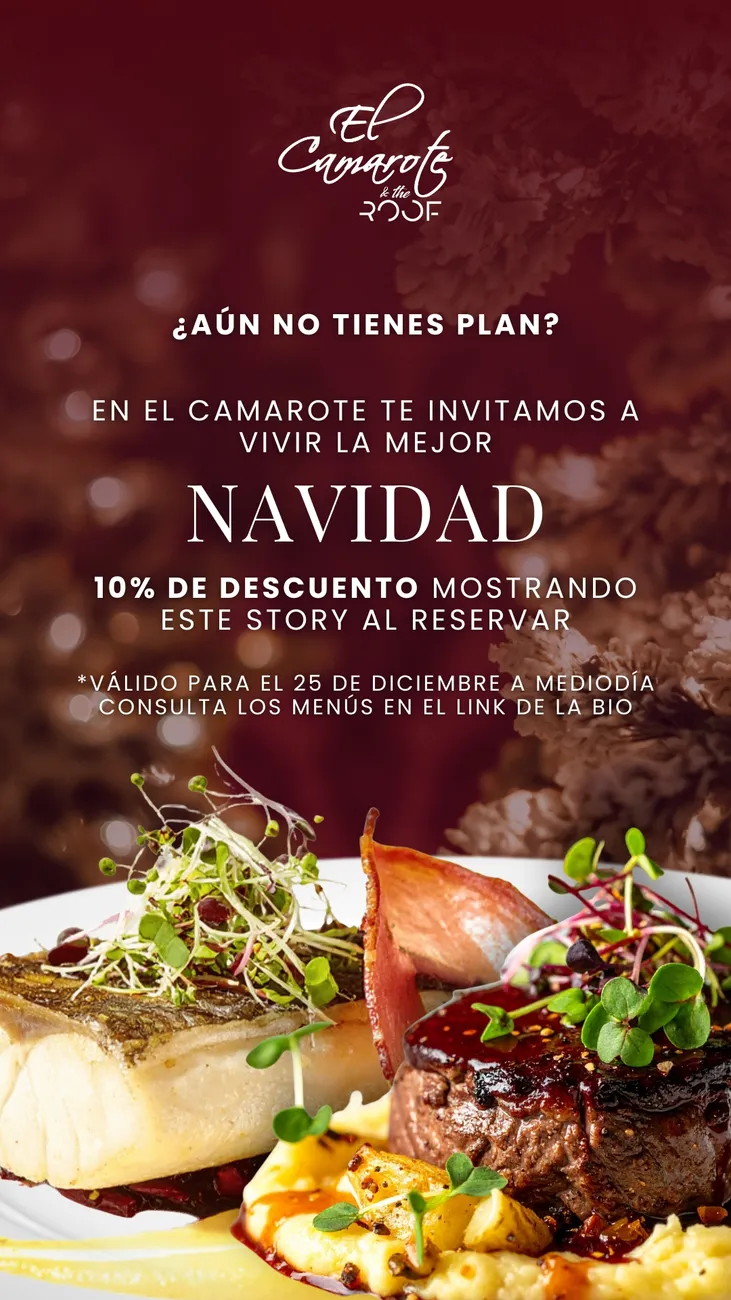 El
Camarote
& the
ROOF
¿AÚN NO TIENES PLAN?
EN EL CAMAROTE TE INVITAMOS A
VIVIR LA MEJOR
NAVIDAD
10% DE DESCUENTO MOSTRANDO
ESTE STORY AL RESERVAR
*VÁLIDO PARA EL 25 DE DICIEMBRE A MEDIODÍA
CONSULTA LOS MENÚS EN EL LINK DE LA BIO